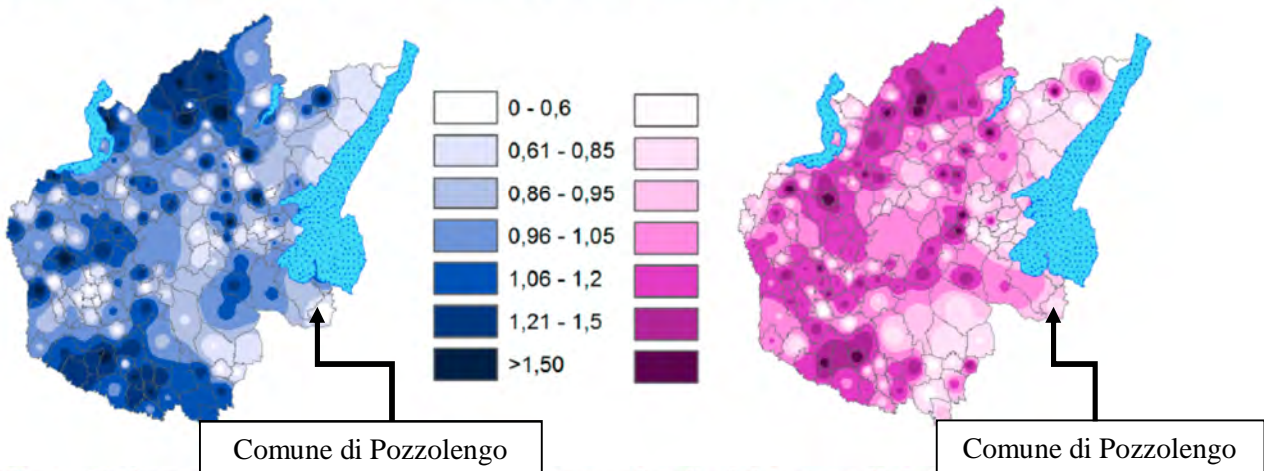 0 - 0,6
0,61 - 0,85
0,86 - 0,95
0,96 - 1,05
1,06 - 1,2
1,21 - 1,5
>1,50
Comune di Pozzolengo
Comune di Pozzolengo